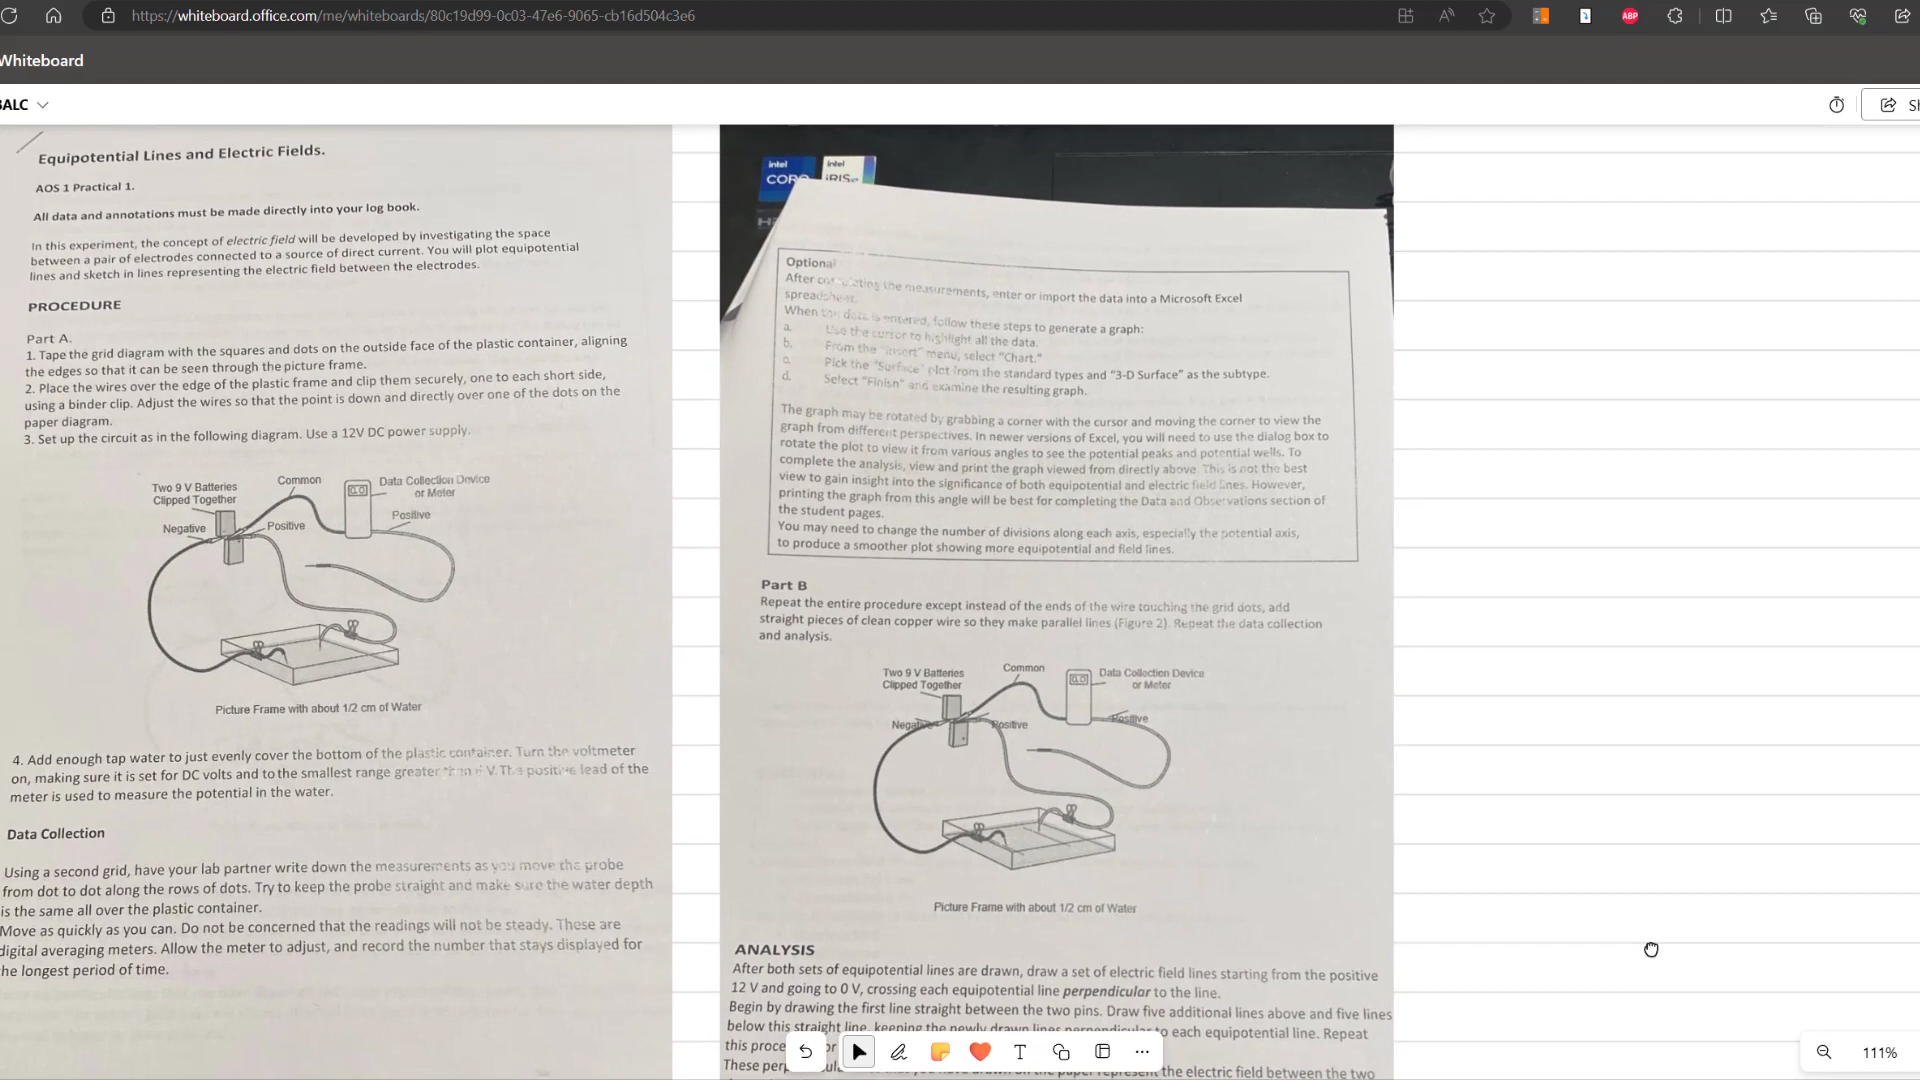 https://whiteboard.office.com/me/whiteboards/80c19d99-0c03-47e6-9065-cb16d504c3e6
ABP
Whiteboard
BALC
Equipotential Lines and Electric Fields.
AOS 1 Practical 1.
All data and annotations must be made directly into your log book.
In this experiment, the concept of electric field will be developed by investigating the space
between a pair of electrodes connected to a source of direct current. You will plot equipotential
lines and sketch in lines representing the electric field between the electrodes.
PROCEDURE
Part A.
1. Tape the grid diagram with the squares and dots on the outside face of the plastic container, aligning
the edges so that it can be seen through the picture frame.
2. Place the wires over the edge of the plastic frame and clip them securely, one to each short side,
using a binder clip. Adjust the wires so that the point is down and directly over one of the dots on the
paper diagram.
3. Set up the circuit as in the following diagram. Use a 12V DC power supply.
Two 9 V Batteries
Clipped Together
Common
Data Collection Device
or Meter
Negative
Positive
Positive
Picture Frame with about 1/2 cm of Water
4. Add enough tap water to just evenly cover the bottom of the plastic container. Turn the voltmeter
on, making sure it is set for DC volts and to the smallest range greater than V. The positive lead of the
meter is used to measure the potential in the water.
Data Collection
Using a second grid, have your lab partner write down the measurements as you move the probe
from dot to dot along the rows of dots. Try to keep the probe straight and make sure the water depth
is the same all over the plastic container.
Move as quickly as you can. Do not be concerned that the readings will not be steady. These are
digital averaging meters. Allow the meter to adjust, and record the number that stays displayed for
the longest period of time.
intel
CORE
intel
iRISxe
Optional
After the measurements, enter or import the data into a Microsoft Excel
spreadsheet.
When the data is entered, follow these steps to generate a graph:
a. Use the cursor to highlight all the data.
b. From the "Insert" menu, select "Chart."
c. Pick the "Surface" plot from the standard types and "3-D Surface" as the subtype.
d. Select "Finish" and examine the resulting graph.
The graph may be rotated by grabbing a corner with the cursor and moving the corner to view the
graph from different perspectives. In newer versions of Excel, you will need to use the dialog box to
rotate the plot to view it from various angles to see the potential peaks and potential wells. To
complete the analysis, view and print the graph viewed from directly above. This is not the best
view to gain insight into the significance of both equipotential and electric field lines. However,
printing the graph from this angle will be best for completing the Data and Observations section of
the student pages.
You may need to change the number of divisions along each axis, especially the potential axis,
to produce a smoother plot showing more equipotential and field lines.
Part B
Repeat the entire procedure except instead of the ends of the wire touching the grid dots, add
straight pieces of clean copper wire so they make parallel lines (Figure 2). Repeat the data collection
and analysis.
Two 9 V Batteries
Clipped Together
Common
Data Collection Device
or Meter
Negative
Positive
Positive
Picture Frame with about 1/2 cm of Water
ANALYSIS
After both sets of equipotential lines are drawn, draw a set of electric field lines starting from the positive
12 V and going to 0 V, crossing each equipotential line perpendicular to the line.
Begin by drawing the first line straight between the two pins. Draw five additional lines above and five lines
below this straight line, keeping the newly drawn lines perpendicular to each equipotential line. Repeat
this
These the electric field between the two
111%